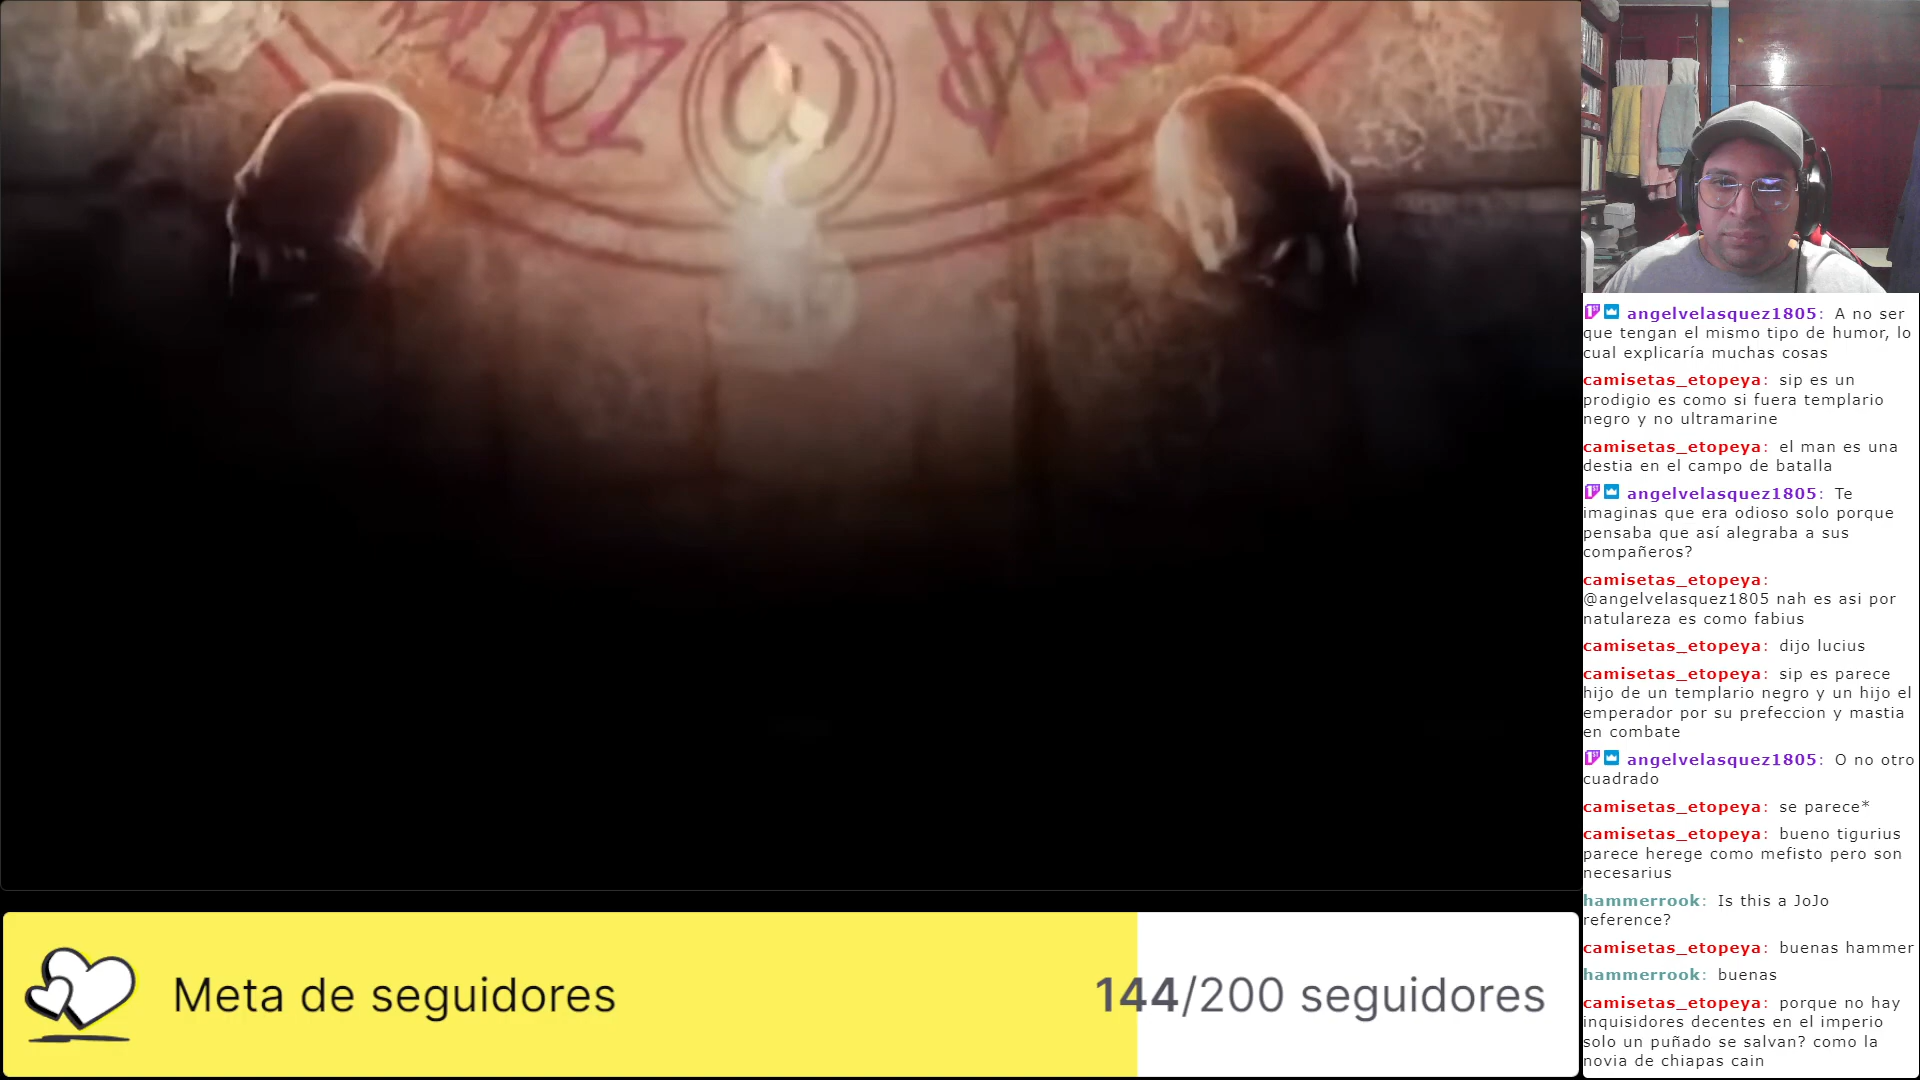 angelvelasquez1805: A no ser
que tengan el mismo tipo de humor, lo
cual explicaría muchas cosas
camisetas_etopeya: sip es un
prodigio es como si fuera templario
negro y no ultramarine
camisetas_etopeya: el man es una
destia en el campo de batalla
angelvelasquez1805: Te
imaginas que era odioso solo porque
pensaba que así alegraba a sus
compañeros?
camisetas_etopeya:
@angelvelasquez1805 nah es asi por
natulareza es como fabius
camisetas_etopeya: dijo lucius
camisetas_etopeya: sip es parece
hijo de un templario negro y un hijo el
emperador por su prefeccion y mastia
en combate
angelvelasquez1805: O no otro
cuadrado
camisetas_etopeya: se parece*
camisetas_etopeya: bueno tigurius
parece herege como mefisto pero son
necesarius
hammerrook: Is this a JoJo
reference?
camisetas_etopeya: buenas hammer
hammerrook: buenas
camisetas_etopeya: porque no hay
inquisidores decentes en el imperio
solo un puñado se salvan? como la
novia de chiapas cain
Meta de seguidores
144/200 seguidores